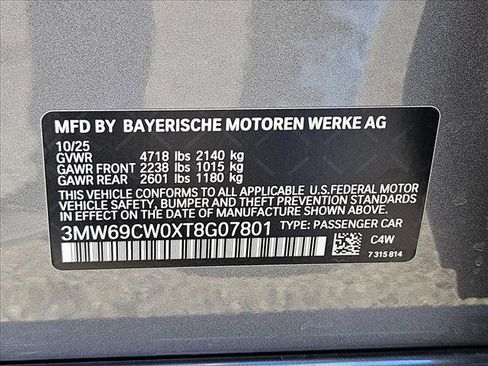 MFD BY BAYERISCHE MOTOREN WERKE AG
10/25
GVWR 4718 lbs 2140 kg
GAWR FRONT 2238 lbs 1015 kg
GAWR REAR 2601 lbs 1180 kg
THIS VEHICLE CONFORMS TO ALL APPLICABLE U.S.FEDERAL MOTOR
VEHICLE SAFETY, BUMPER AND THEFT PREVENTION STANDARDS
IN EFFECT ON THE DATE OF MANUFACTURE SHOWN ABOVE.
3MW69CW0XT8G07801 TYPE: PASSENGER CAR
C4W
7 315 814